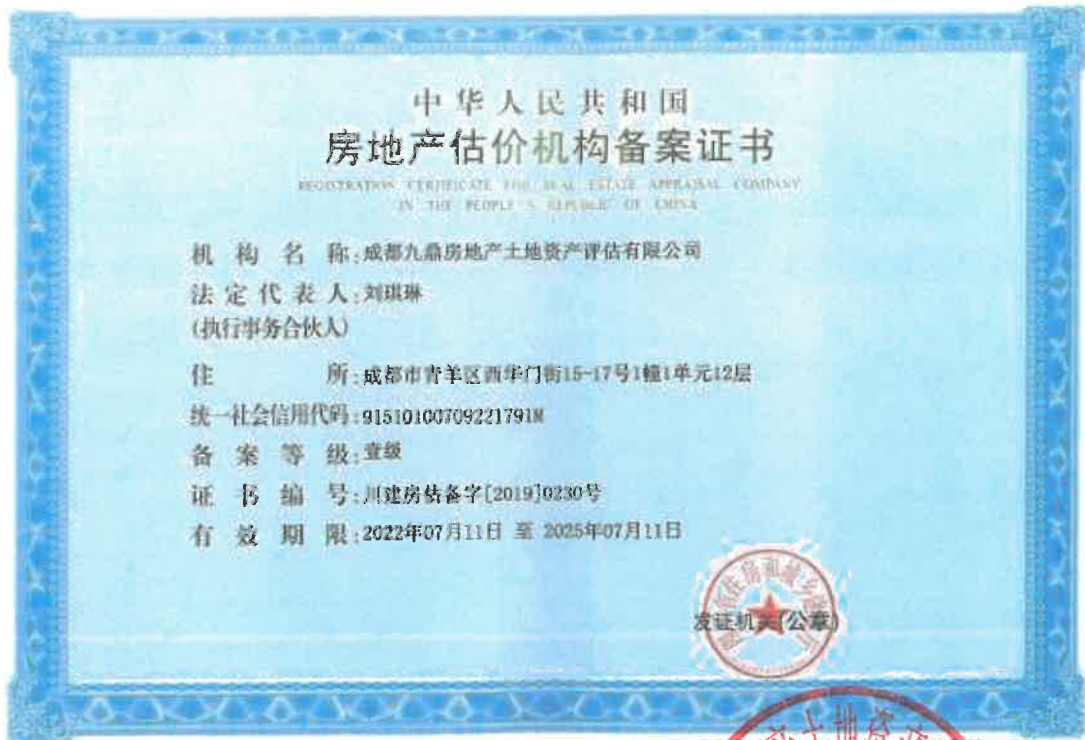 中华人民共和国
房地产估价机构备案证书
REGISTRATION CERTIFICATE FOR REAL ESTATE APPRAISAL COMPANY
IN THE PEOPLE'S REPUBLIC OF CHINA
机构名称:成都九鼎房地产土地资产评估有限公司
法定代表人:刘琪琳
(执行事务合伙人)
住所:成都市青羊区西华门街15-17号1幢1单元12层
统一社会信用代码:91510100709221791M
备案等级:壹级
证书编号:川建房估备字[2019]0230号
有效期限:2022年07月11日 至 2025年07月11日
发证机关(公章)
土地资